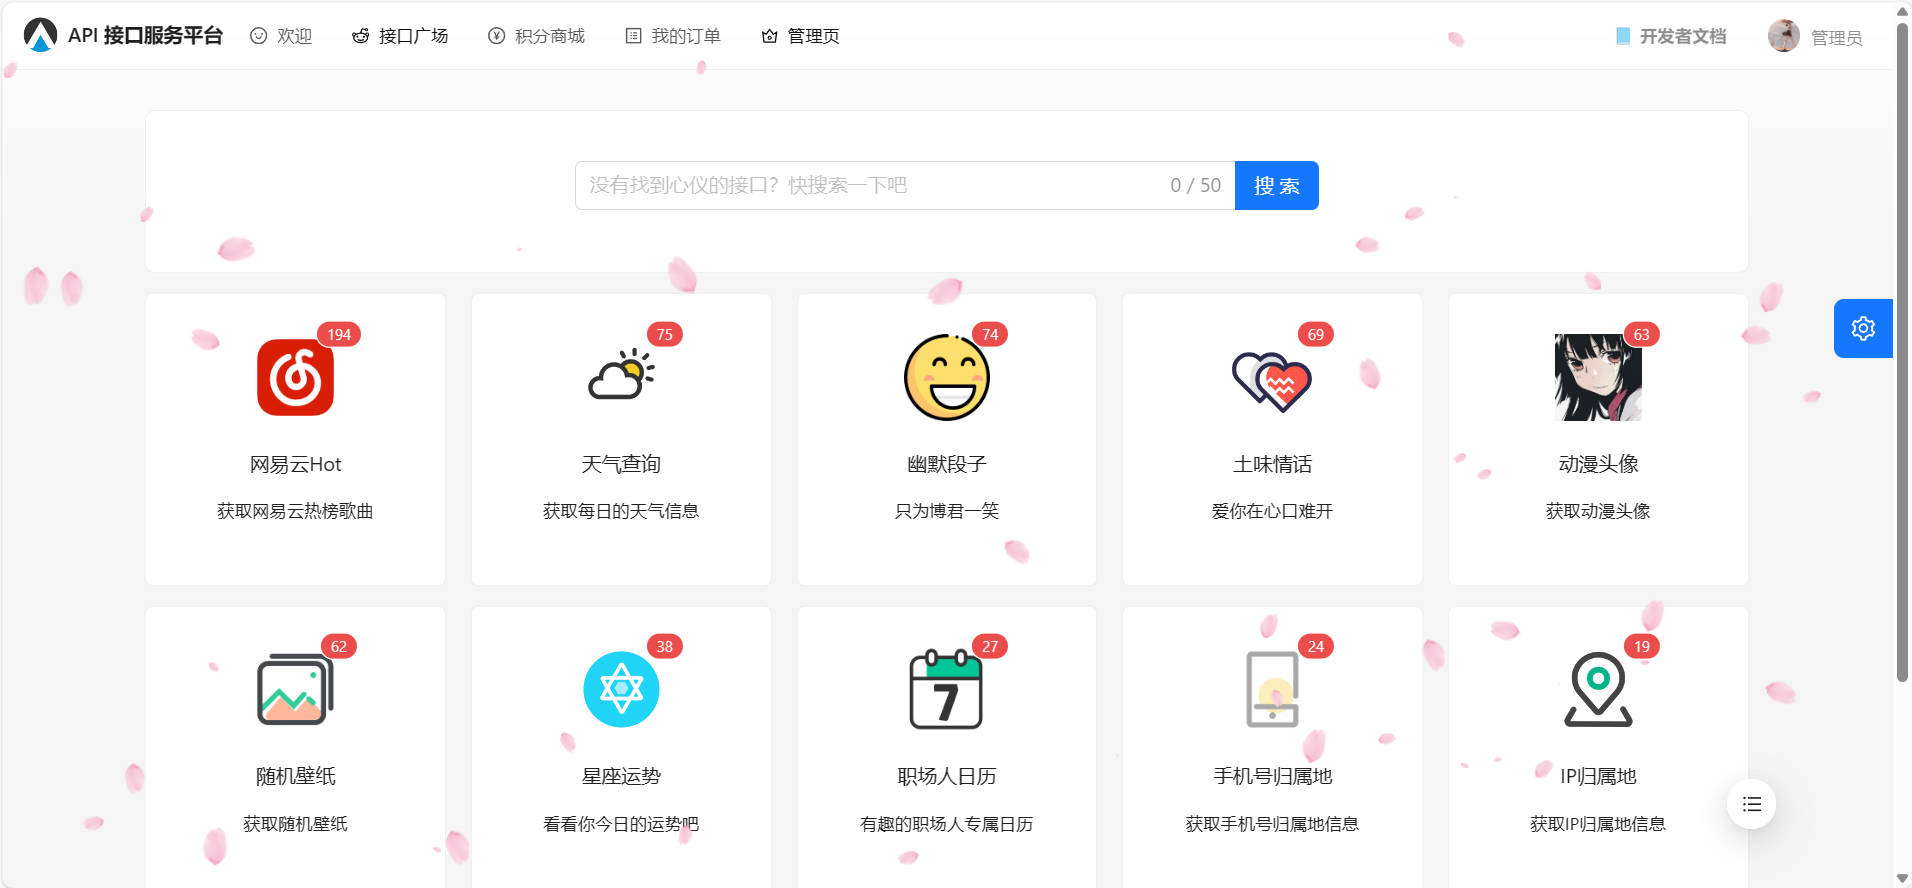 API 接口服务平台 欢迎 接口广场 积分商城 我的订单 管理页 开发者文档 管理员
没有找到心仪的接口？快搜索一下吧 0 / 50 搜 索
194 75 74 69 63
网易云Hot 天气查询 幽默段子 土味情话 动漫头像
获取网易云热榜歌曲 获取每日的天气信息 只为博君一笑 爱你在心口难开 获取动漫头像
62 38 27 24 19
7
随机壁纸 星座运势 职场人日历 手机号归属地 IP归属地
获取随机壁纸 看看你今日的运势吧 有趣的职场人专属日历 获取手机号归属地信息 获取IP归属地信息